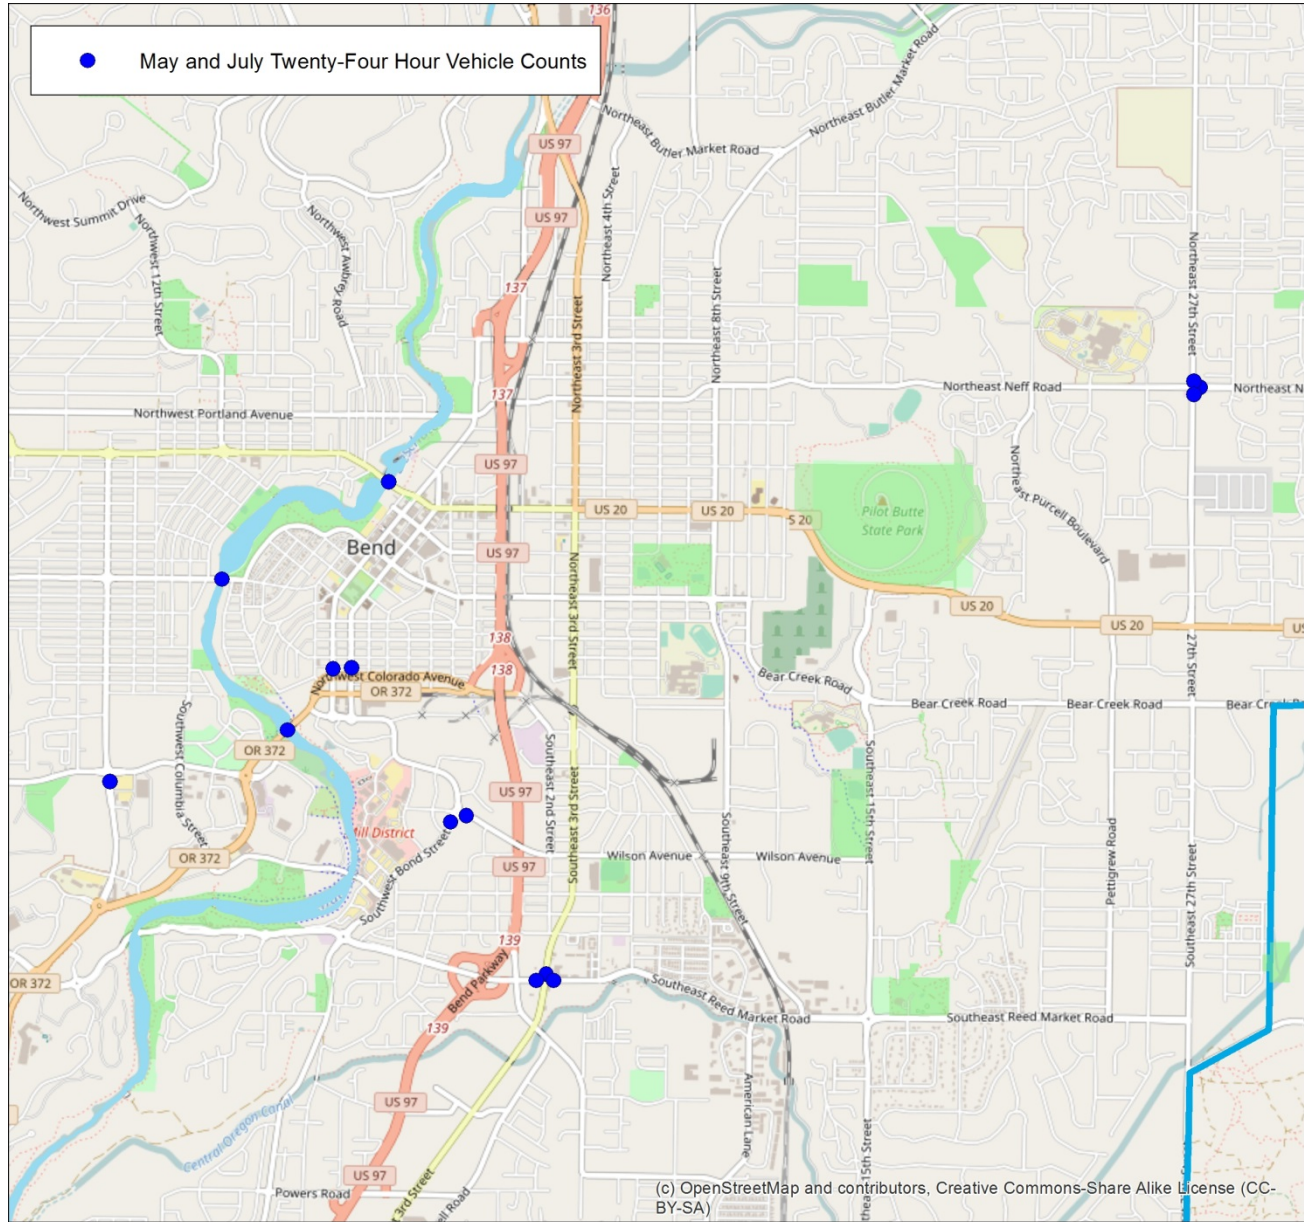 136
May and July Twenty-Four Hour Vehicle Counts
Northeast Butler Market Road
Northeast Butler Market Road
US 97
Northwest Summit Drive
Northwest 12th Street
Northwest Awbrey Road
US 97
Northeast 4th Street
Northeast 27th Street
137
Northeast 3rd Street
Northeast 8th Street
137
Northeast Neff Road
Northeast N
Northwest Portland Avenue
US 97
Northeast Purcell Boulevard
US 20
US 20
S 20
Pilot Butte
State Park
Bend
US 97
Northeast 3rd Street
US 20
US 20
US
138
138
27th Street
Northwest Colorado Avenue
OR 372
Bear Creek Road
Bear Creek Road
Bear Creek Road
Southwest Columbia Street
OR 372
Southeast 2nd Street
US 97
Southeast 3rd Street
Southeast 15th Street
Mill District
Southwest Bond Street
OR 372
US 97
Wilson Avenue
Wilson Avenue
Southeast 9th Street
Pettigrew Road
Southeast 27th Street
139
Bend Parkway
OR 372
Southeast Reed Market Road
Southeast Reed Market Road
139
US 97
Central Oregon Canal
American Lane
US 97
Powers Road
(c) OpenStreetMap and contributors, Creative Commons-Share Alike License (CC-
BY-SA)